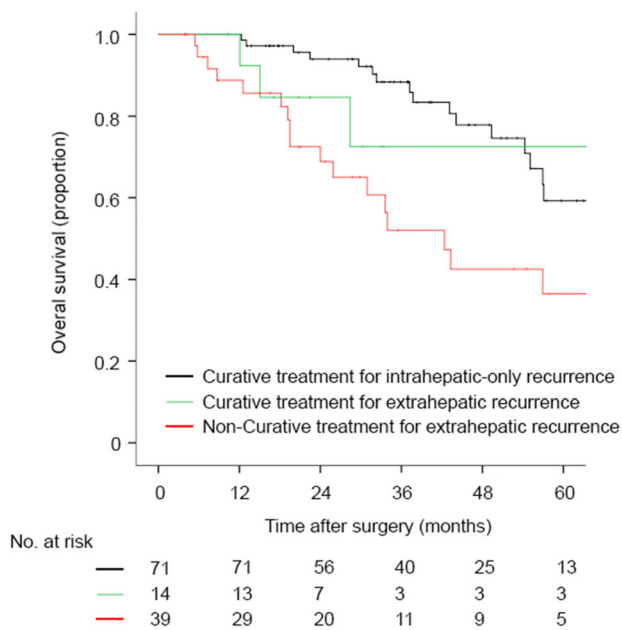 Overal survival (proportion)
1.0
0.8
0.6
0.4
0.2
0
Curative treatment for intrahepatic-only recurrence
Curative treatment for extrahepatic recurrence
Non-Curative treatment for extrahepatic recurrence
0 12 24 36 48 60
Time after surgery (months)
No. at risk
71 71 56 40 25 13
14 13 7 3 3 3
39 29 20 11 9 5